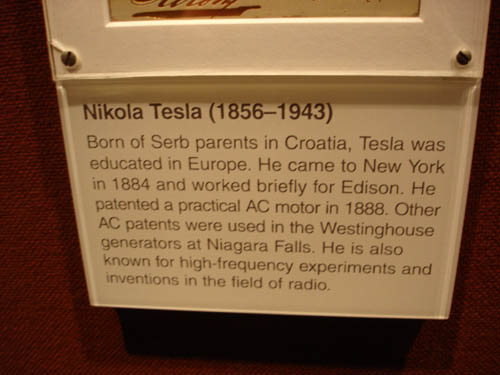 Nikola Tesla (1856–1943)
Born of Serb parents in Croatia, Tesla was
educated in Europe. He came to New York
in 1884 and worked briefly for Edison. He
patented a practical AC motor in 1888. Other
AC patents were used in the Westinghouse
generators at Niagara Falls. He is also
known for high-frequency experiments and
inventions in the field of radio.